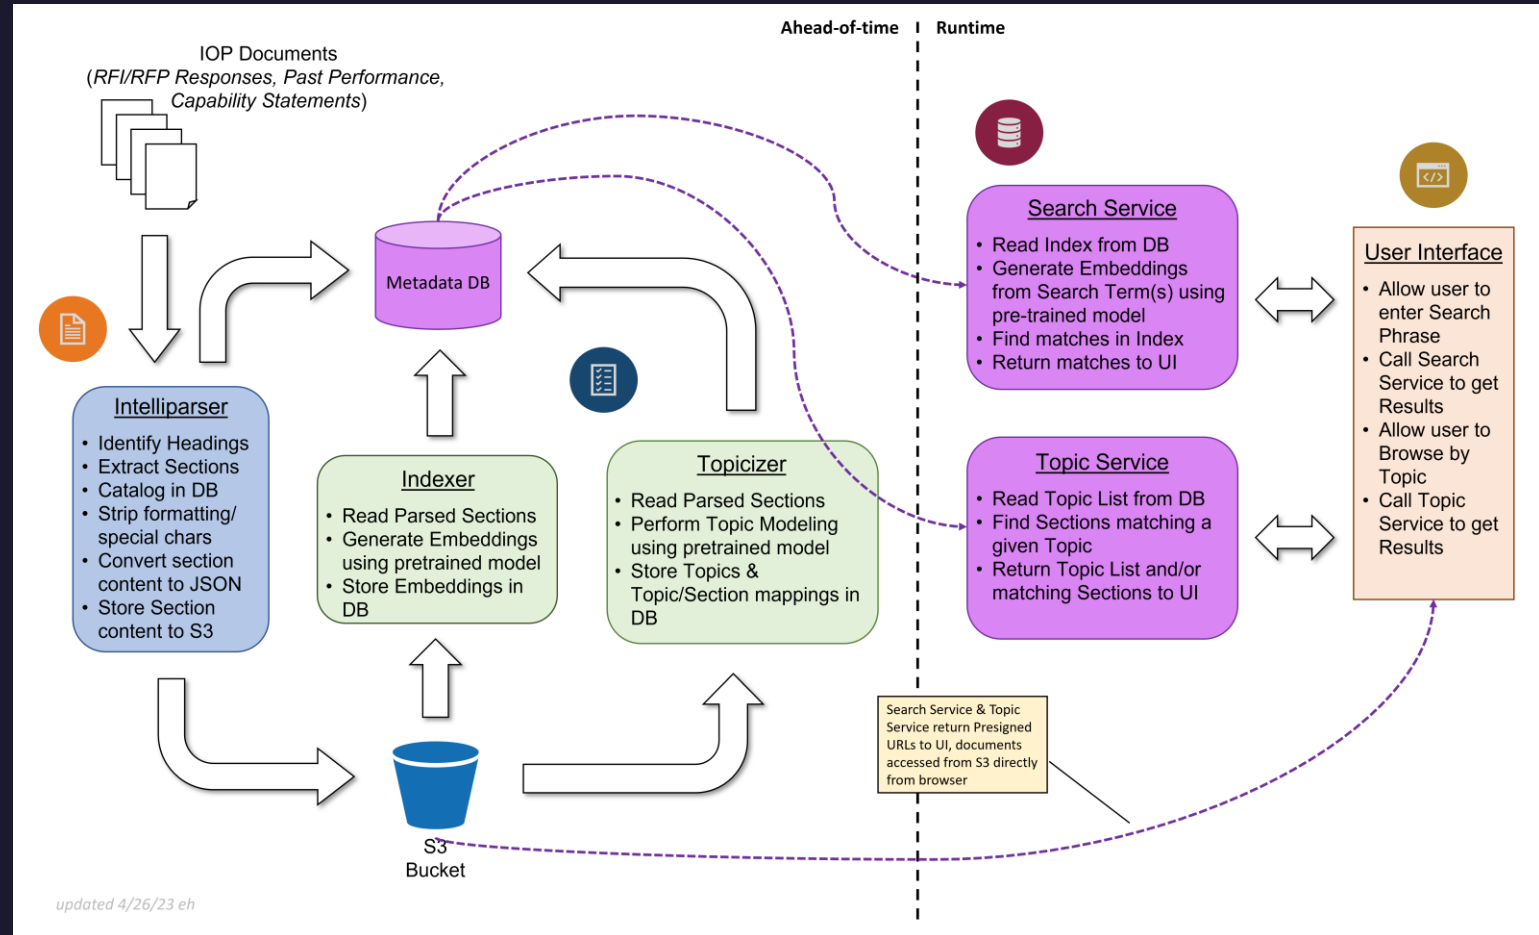 Ahead-of-time
Runtime
IOP Documents
(RFI/RFP Responses, Past Performance,
Capability Statements)
Metadata DB
Intelliparser
• Identify Headings
• Extract Sections
• Catalog in DB
• Strip formatting/
special chars
• Convert section
content to JSON
• Store Section
content to S3
Indexer
• Read Parsed Sections
• Generate Embeddings
using pretrained model
• Store Embeddings in
DB
Topicizer
• Read Parsed Sections
• Perform Topic Modeling
using pretrained model
• Store Topics &
Topic/Section mappings in
DB
S3
Bucket
Search Service
• Read Index from DB
• Generate Embeddings
from Search Term(s) using
pre-trained model
• Find matches in Index
• Return matches to UI
Topic Service
• Read Topic List from DB
• Find Sections matching a
given Topic
• Return Topic List and/or
matching Sections to UI
</>
User Interface
• Allow user to
enter Search
Phrase
• Call Search
Service to get
Results
• Allow user to
Browse by
Topic
• Call Topic
Service to get
Results
Search Service & Topic
Service return Presigned
URLs to UI, documents
accessed from S3 directly
from browser
updated 4/26/23 eh